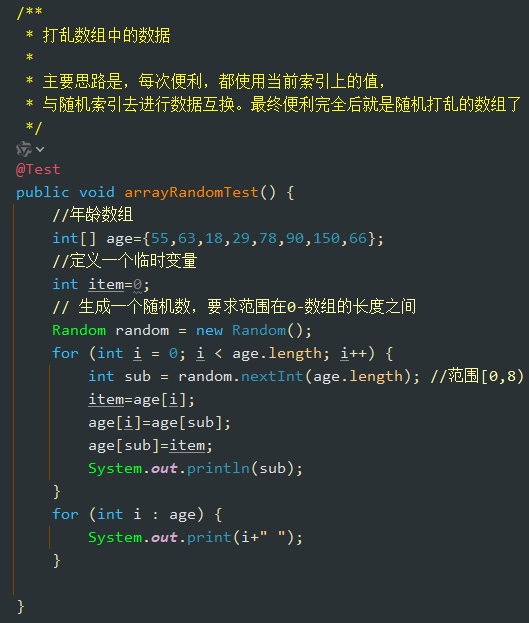 /**
 * 打乱数组中的数据
 *
 * 主要思路是，每次便利，都使用当前索引上的值，
 * 与随机索引去进行数据互换。最终便利完全后就是随机打乱的数组了
 */
@Test
public void arrayRandomTest() {
    //年龄数组
    int[] age={55,63,18,29,78,90,150,66};
    //定义一个临时变量
    int item=0;
    // 生成一个随机数，要求范围在0-数组的长度之间
    Random random = new Random();
    for (int i = 0; i < age.length; i++) {
        int sub = random.nextInt(age.length); //范围[0,8)
        item=age[i];
        age[i]=age[sub];
        age[sub]=item;
        System.out.println(sub);
    }
    for (int i : age) {
        System.out.print(i+" ");
    }
}